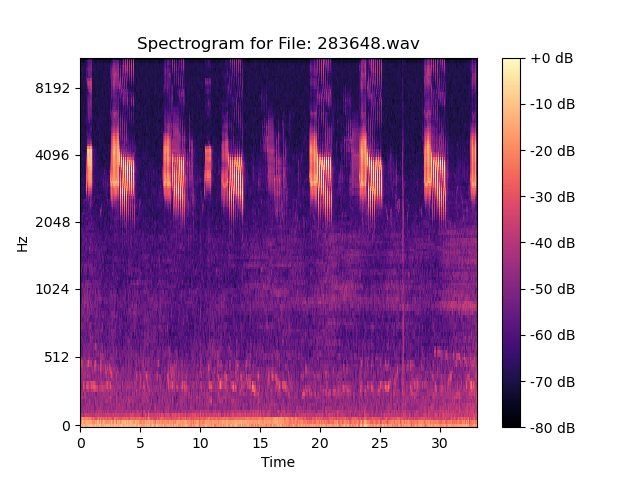 Spectrogram for File: 283648.wav
8192
4096
2048
1024
512
0
Hz
0 5 10 15 20 25 30
Time
+0 dB
-10 dB
-20 dB
-30 dB
-40 dB
-50 dB
-60 dB
-70 dB
-80 dB